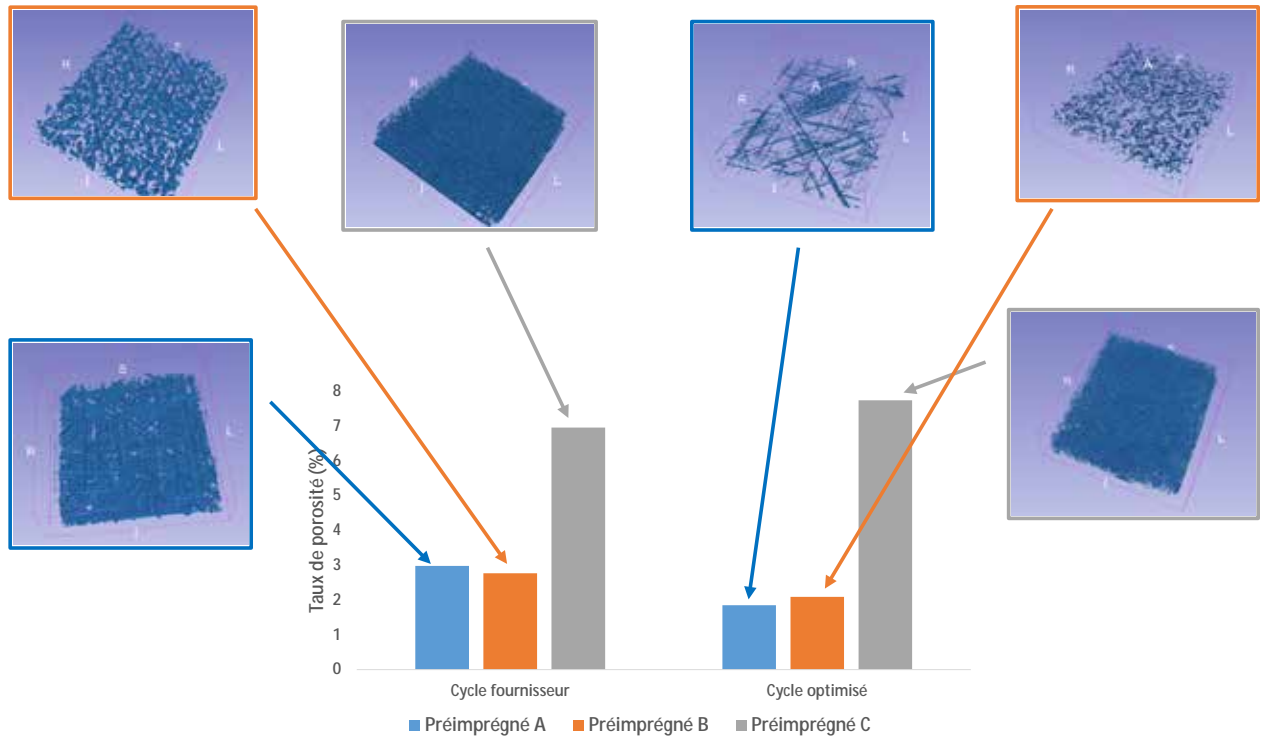 R
L
I
R
I
L
R
R
A
L
I
R
A
L
B
R
L
I
R
L
I
Taux de porosité (%)
8
7
6
5
4
3
2
1
0
Cycle fournisseur
Cycle optimisé
Préimprégné A
Préimprégné B
Préimprégné C